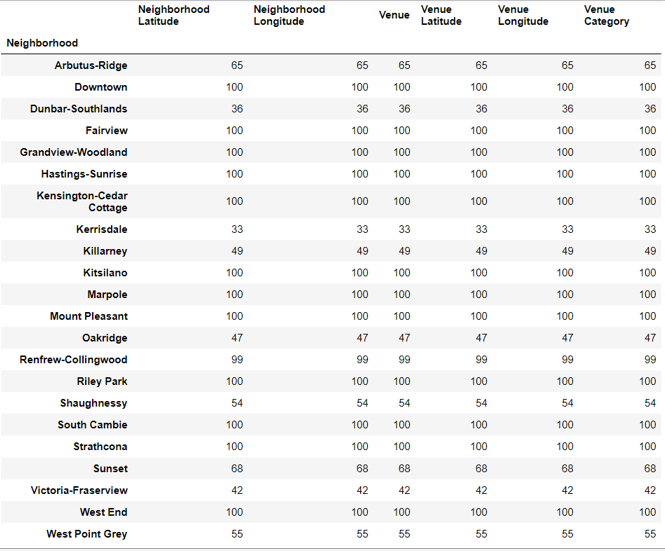 Neighborhood Latitude Neighborhood Longitude Venue Venue Latitude Venue Longitude Venue Category
Neighborhood
Arbutus-Ridge 65 65 65 65 65 65
Downtown 100 100 100 100 100 100
Dunbar-Southlands 36 36 36 36 36 36
Fairview 100 100 100 100 100 100
Grandview-Woodland 100 100 100 100 100 100
Hastings-Sunrise 100 100 100 100 100 100
Kensington-Cedar Cottage 100 100 100 100 100 100
Kerrisdale 33 33 33 33 33 33
Killarney 49 49 49 49 49 49
Kitsilano 100 100 100 100 100 100
Marpole 100 100 100 100 100 100
Mount Pleasant 100 100 100 100 100 100
Oakridge 47 47 47 47 47 47
Renfrew-Collingwood 99 99 99 99 99 99
Riley Park 100 100 100 100 100 100
Shaughnessy 54 54 54 54 54 54
South Cambie 100 100 100 100 100 100
Strathcona 100 100 100 100 100 100
Sunset 68 68 68 68 68 68
Victoria-Fraserview 42 42 42 42 42 42
West End 100 100 100 100 100 100
West Point Grey 55 55 55 55 55 55